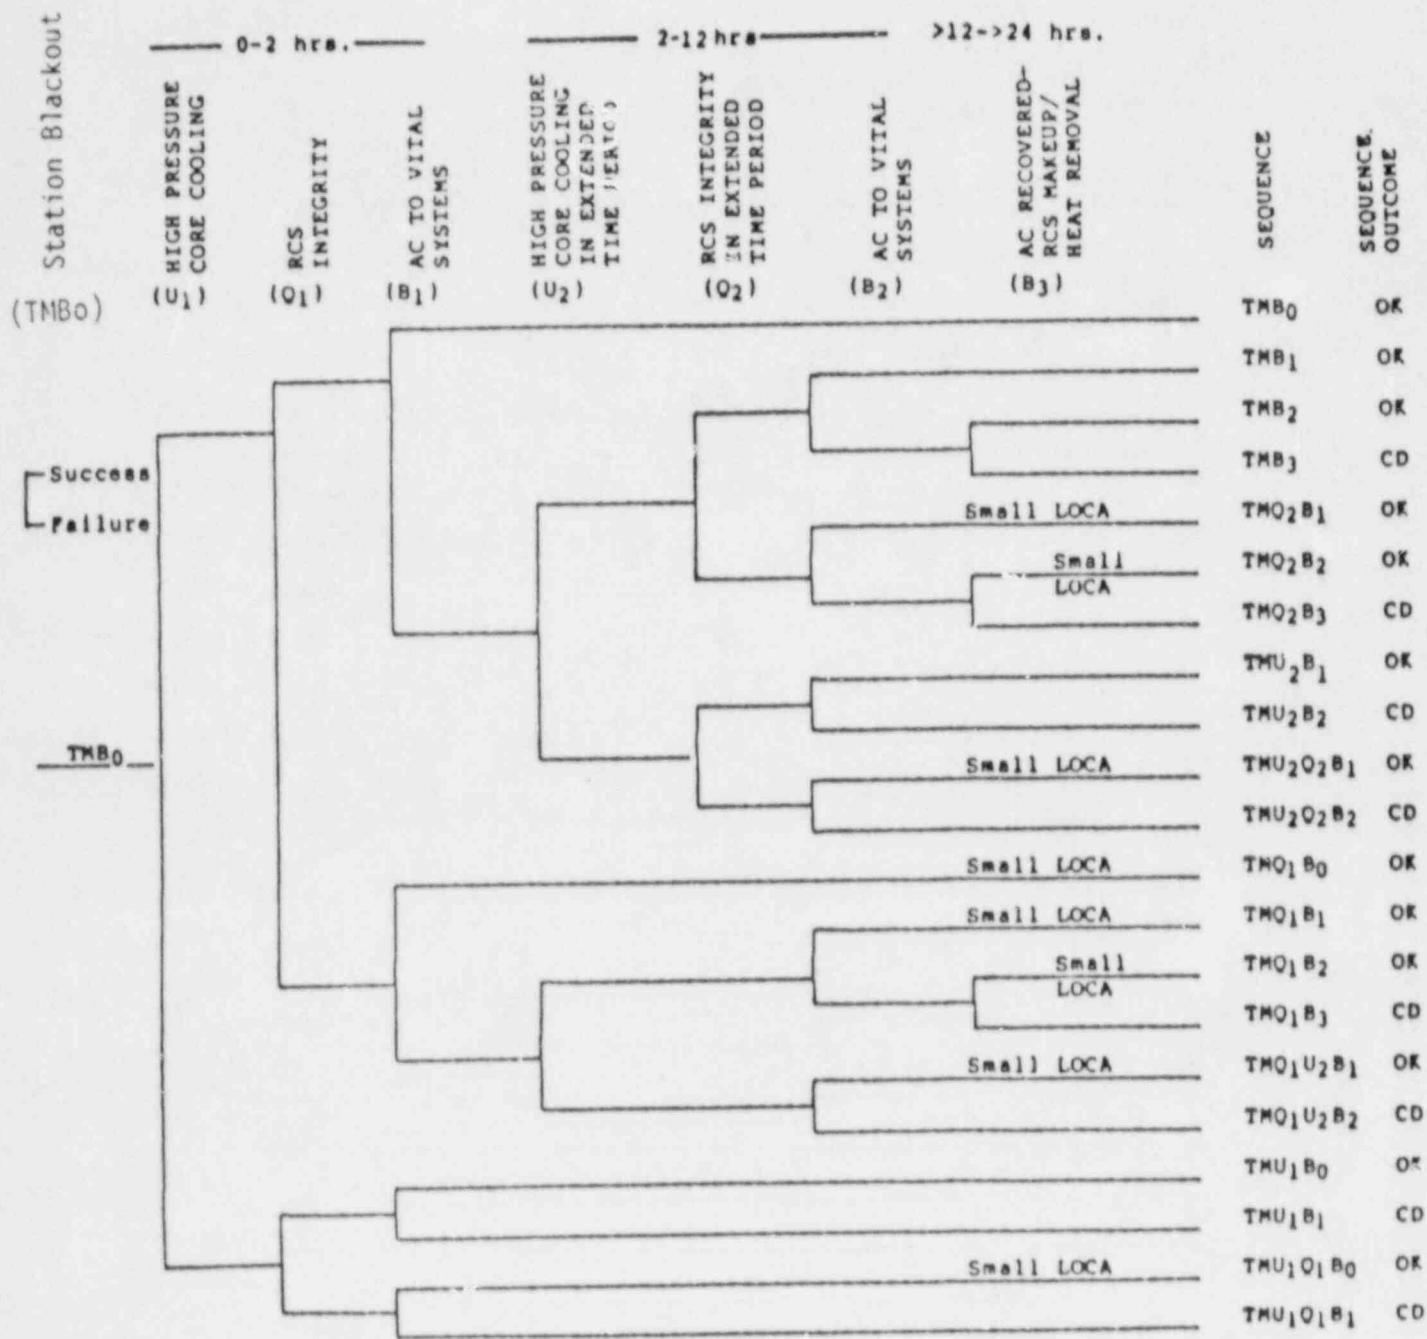 Station Blackout
(TMBo)
0-2 hrs.
2-12hrs
>12->24 hrs.
HIGH PRESSURE
CORE COOLING
(U₁)
RCS
INTEGRITY
(Q₁)
AC TO VITAL
SYSTEMS
(B₁)
HIGH PRESSURE
CORE COOLING
IN EXTENDED
TIME PERIOD
(U₂)
RCS INTEGRITY
IN EXTENDED
TIME PERIOD
(Q₂)
AC TO VITAL
SYSTEMS
(B₂)
AC RECOVERED-
RCS MAKEUP/
HEAT REMOVAL
(B₃)
SEQUENCE
SEQUENCE
OUTCOME
Success
Failure
TMB₀
TMB₀ OK
TMB₁ OK
TMB₂ OK
TMB₃ CD
Small LOCA TMQ₂B₁ OK
Small LOCA TMQ₂B₂ OK
TMQ₂B₃ CD
TMU₂B₁ OK
TMU₂B₂ CD
Small LOCA TMU₂Q₂B₁ OK
TMU₂Q₂B₂ CD
Small LOCA TMQ₁B₀ OK
Small LOCA TMQ₁B₁ OK
Small LOCA TMQ₁B₂ OK
TMQ₁B₃ CD
Small LOCA TMQ₁U₂B₁ OK
TMQ₁U₂B₂ CD
TMU₁B₀ OK
TMU₁B₁ CD
Small LOCA TMU₁Q₁B₀ OK
TMU₁Q₁B₁ CD